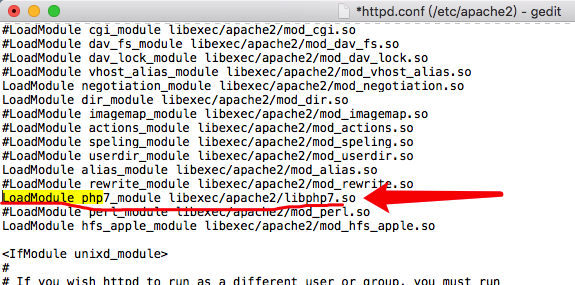 *httpd.conf (/etc/apache2) - gedit
#LoadModule cgi_module libexec/apache2/mod_cgi.so
#LoadModule dav_fs_module libexec/apache2/mod_dav_fs.so
#LoadModule dav_lock_module libexec/apache2/mod_dav_lock.so
#LoadModule vhost_alias_module libexec/apache2/mod_vhost_alias.so
LoadModule negotiation_module libexec/apache2/mod_negotiation.so
LoadModule dir_module libexec/apache2/mod_dir.so
#LoadModule imagemap_module libexec/apache2/mod_imagemap.so
#LoadModule actions_module libexec/apache2/mod_actions.so
#LoadModule speling_module libexec/apache2/mod_speling.so
#LoadModule userdir_module libexec/apache2/mod_userdir.so
LoadModule alias_module libexec/apache2/mod_alias.so
#LoadModule rewrite_module libexec/apache2/mod_rewrite.so
LoadModule php7_module libexec/apache2/libphp7.so
#LoadModule perl_module libexec/apache2/mod_perl.so
LoadModule hfs_apple_module libexec/apache2/mod_hfs_apple.so
<IfModule unixd_module>
#
# If you wish httpd to run as a different user or group, you must run